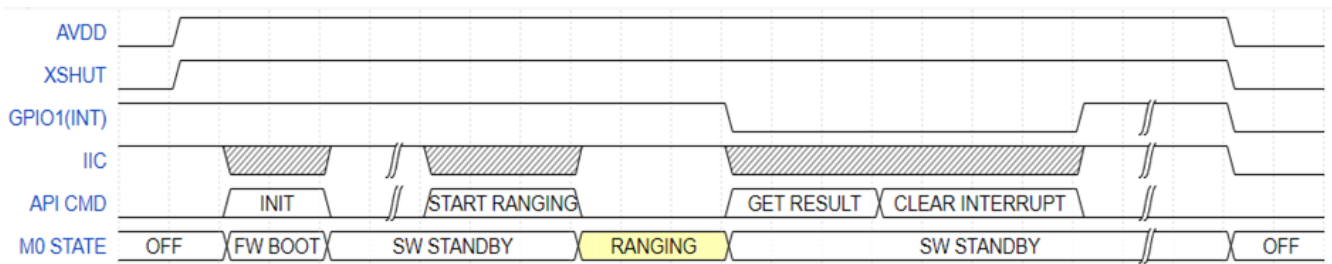 AVDD
XSHUT
GPIO1(INT)
IIC
API CMD INIT START RANGING GET RESULT CLEAR INTERRUPT
M0 STATE OFF FW BOOT SW STANDBY RANGING SW STANDBY OFF